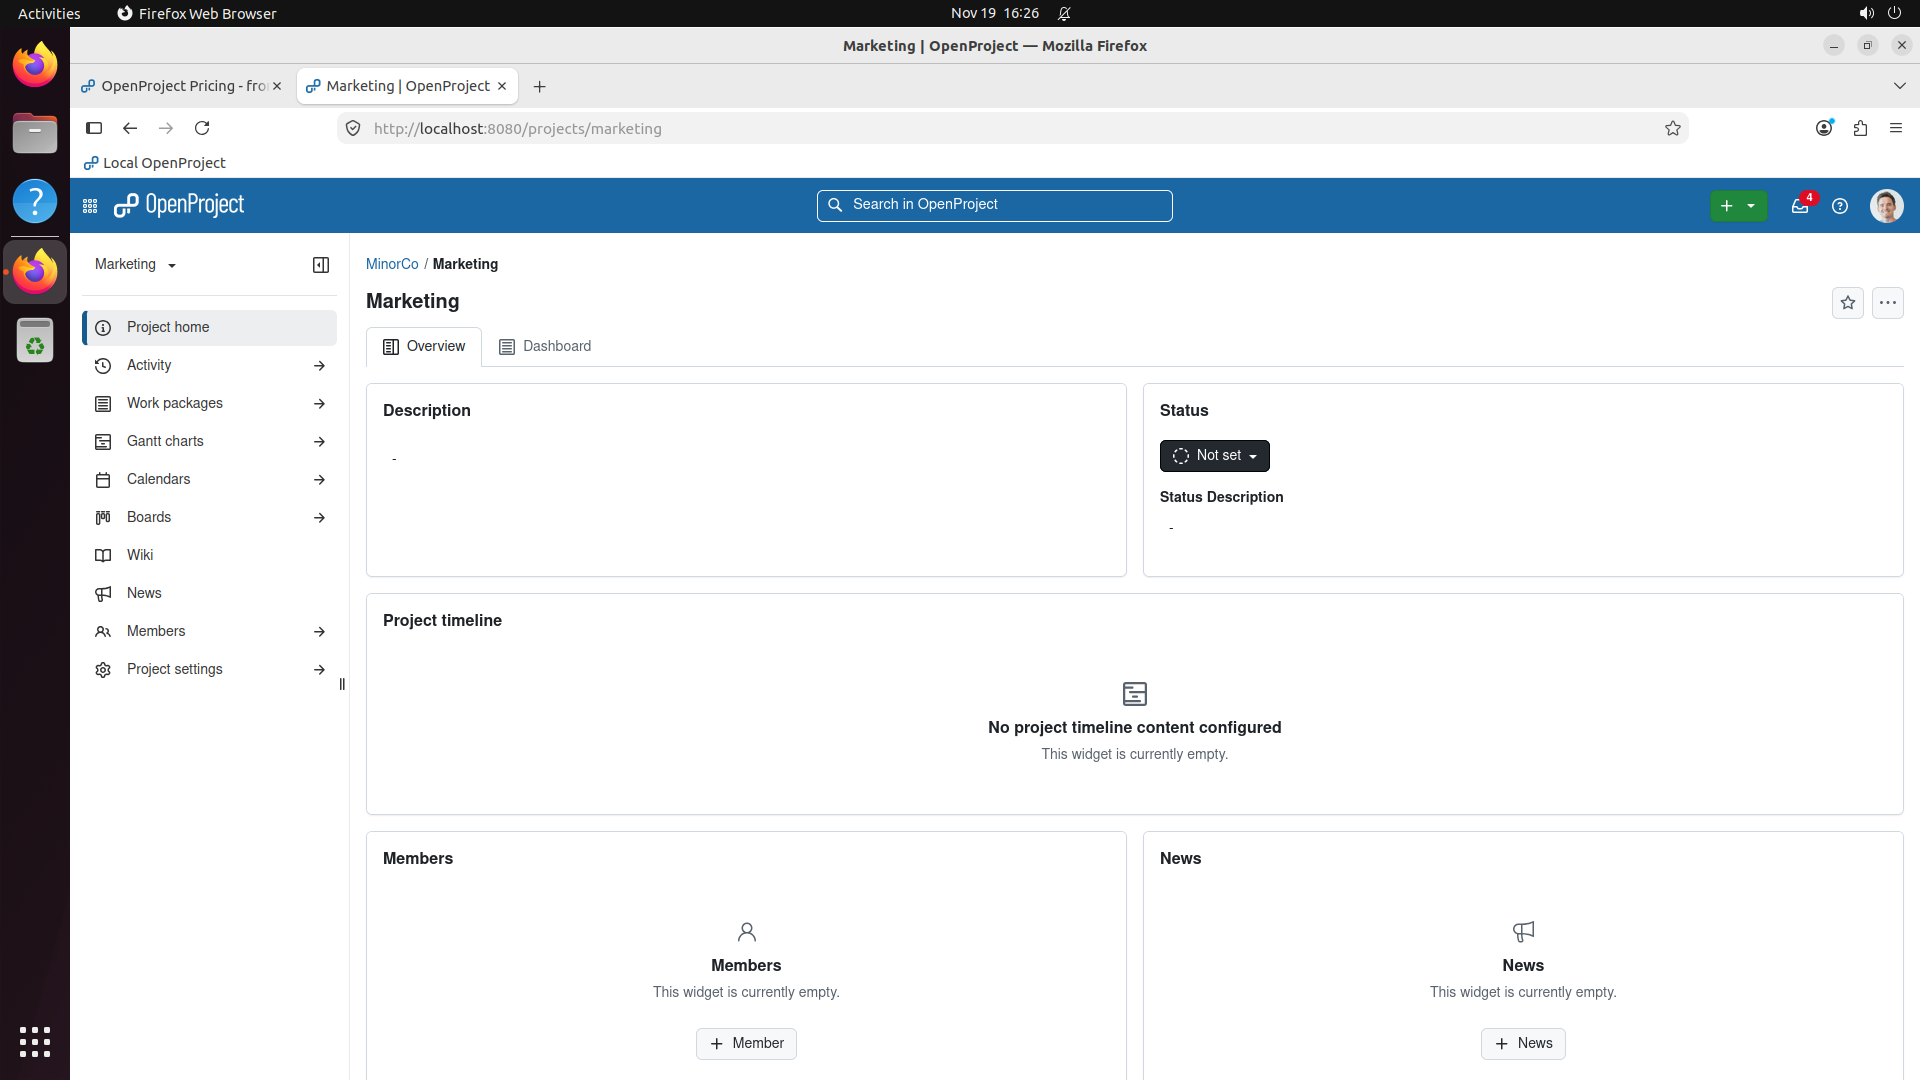 Activities
Firefox Web Browser
Nov 19 16:26
Marketing | OpenProject — Mozilla Firefox
OpenProject Pricing - fro
Marketing | OpenProject
http://localhost:8080/projects/marketing
Local OpenProject
OpenProject
Search in OpenProject
4
Marketing
MinorCo / Marketing
Marketing
Project home
Activity
Work packages
Gantt charts
Calendars
Boards
Wiki
News
Members
Project settings
Overview
Dashboard
Description
-
Status
Not set
Status Description
-
Project timeline
No project timeline content configured
This widget is currently empty.
Members
Members
This widget is currently empty.
+ Member
News
News
This widget is currently empty.
+ News